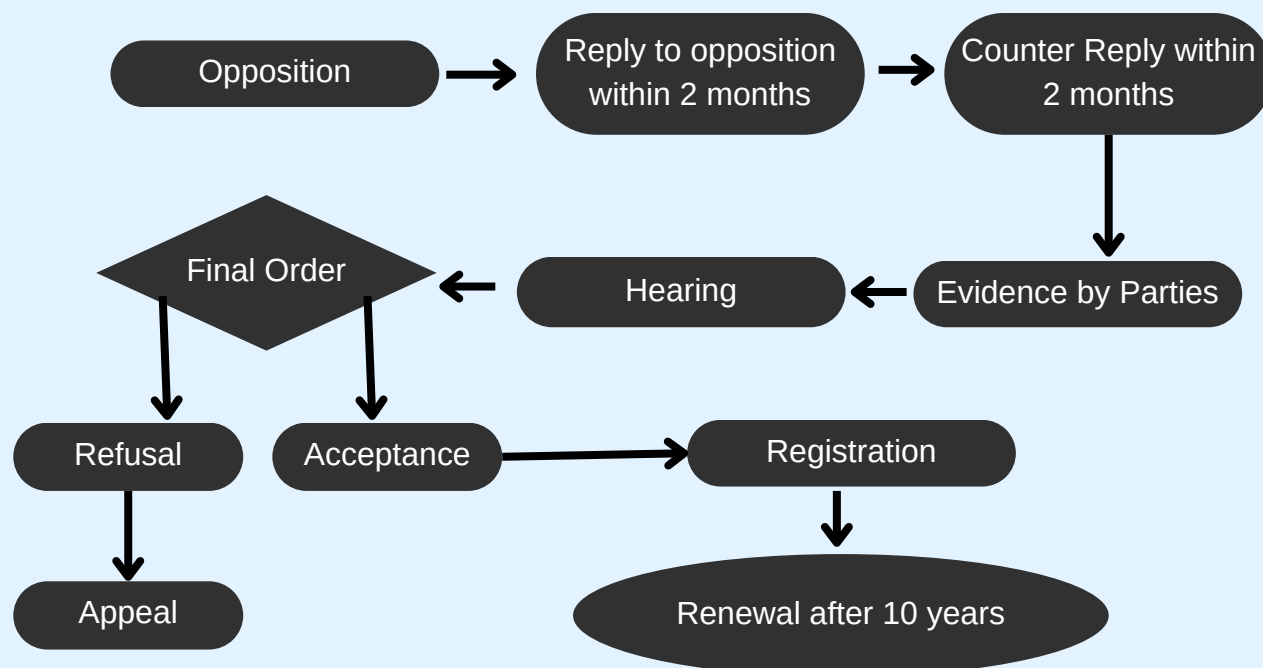 Opposition
Reply to opposition
within 2 months
Counter Reply within
2 months
Final Order
Hearing
Evidence by Parties
Refusal
Acceptance
Registration
Appeal
Renewal after 10 years